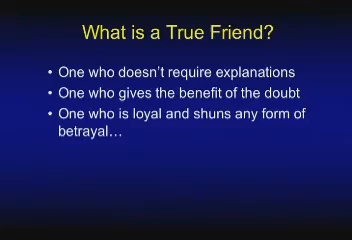 What is a True Friend?
• One who doesn't require explanations
• One who gives the benefit of the doubt
• One who is loyal and shuns any form of
betrayal…